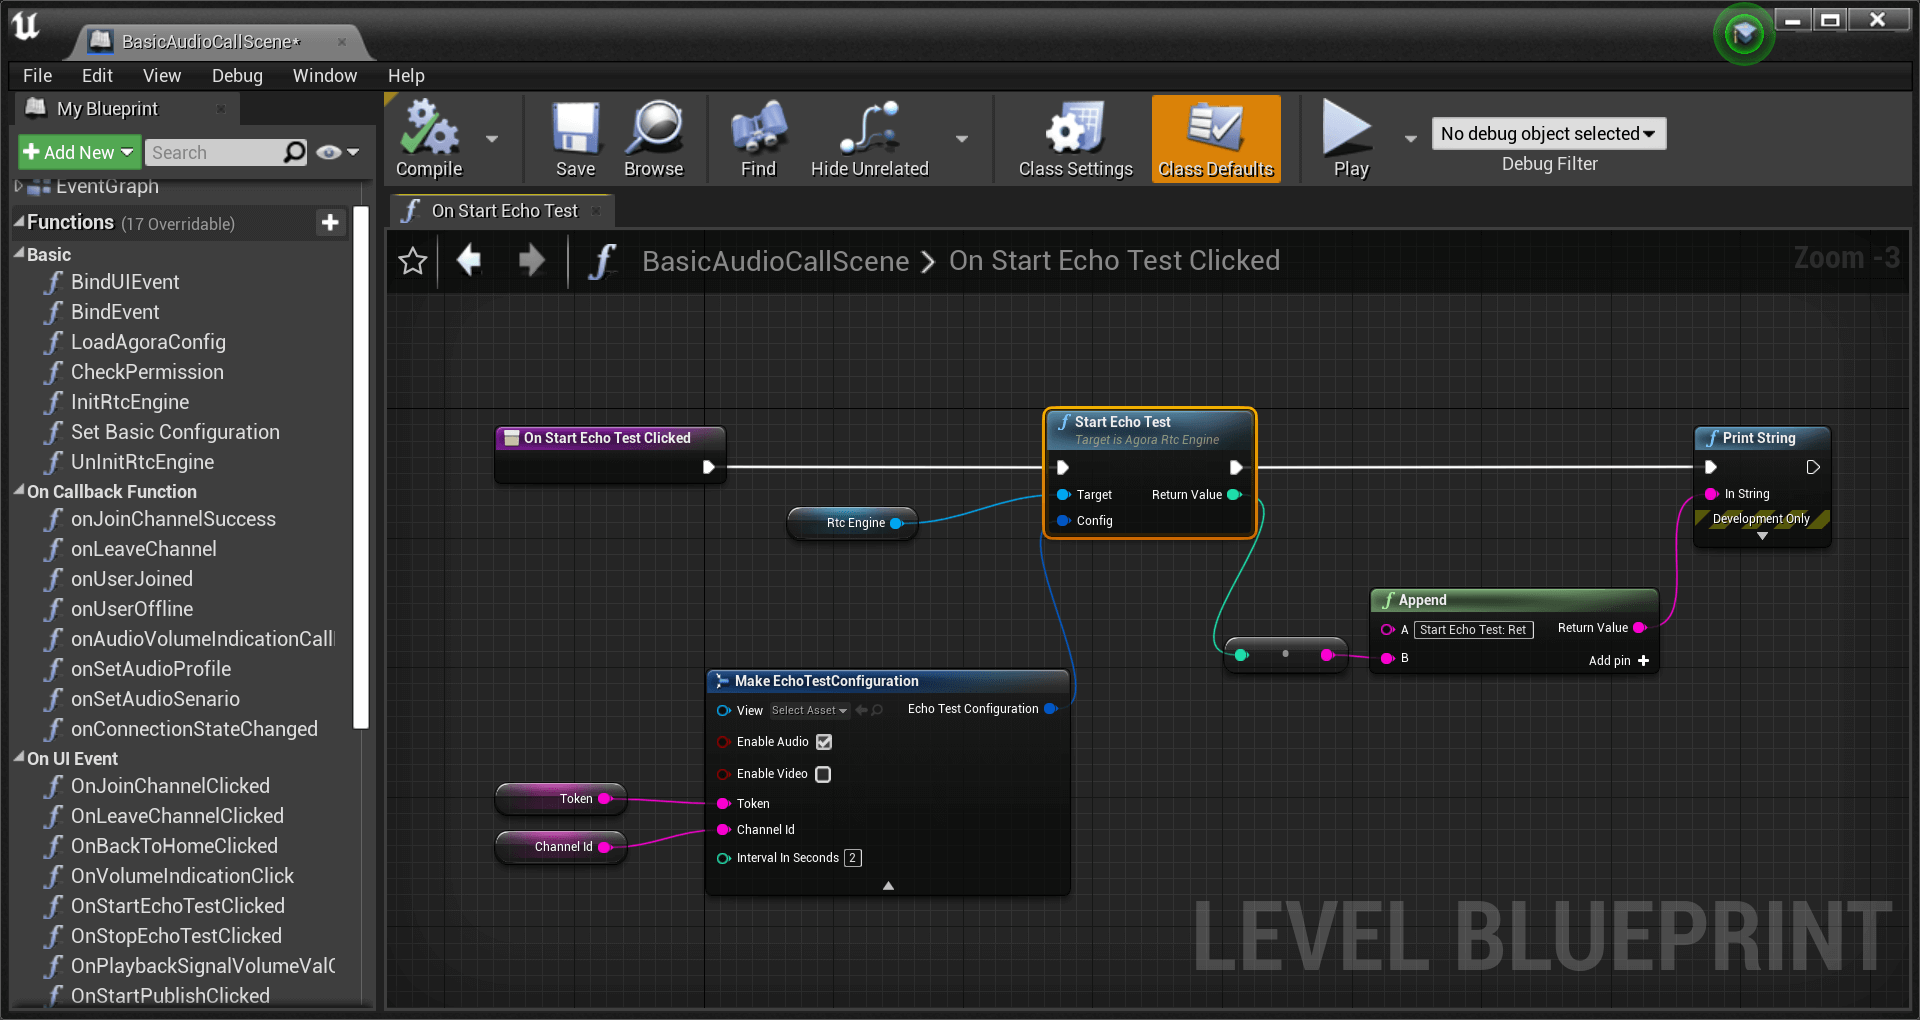 BasicAudioCallScene*
File Edit View Debug Window Help
My Blueprint
Add New Search
EventGraph
Functions (17 Overridable)
Basic
BindUIEvent
BindEvent
LoadAgoraConfig
CheckPermission
InitRtcEngine
Set Basic Configuration
UnInitRtcEngine
On Callback Function
onJoinChannelSuccess
onLeaveChannel
onUserJoined
onUserOffline
onAudioVolumeIndicationCall
onSetAudioProfile
onSetAudioSenario
onConnectionStateChanged
On UI Event
OnJoinChannelClicked
OnLeaveChannelClicked
OnBackToHomeClicked
OnVolumeIndicationClick
OnStartEchoTestClicked
OnStopEchoTestClicked
OnPlaybackSignalVolumeValC
OnStartPublishClicked
Compile Save Browse Find Hide Unrelated Class Settings Class Defaults Play
No debug object selected
Debug Filter
On Start Echo Test
BasicAudioCallScene > On Start Echo Test Clicked
Zoom -3
On Start Echo Test Clicked
Rtc Engine
Start Echo Test
Target is Agora Rtc Engine
Target Return Value
Config
Print String
In String
Development Only
Append
A Start Echo Test: Ret Return Value
B
Add pin
Make EchoTestConfiguration
View Select Asset Echo Test Configuration
Enable Audio
Enable Video
Token
Channel Id
Interval In Seconds 2
Token
Channel Id
LEVEL BLUEPRINT